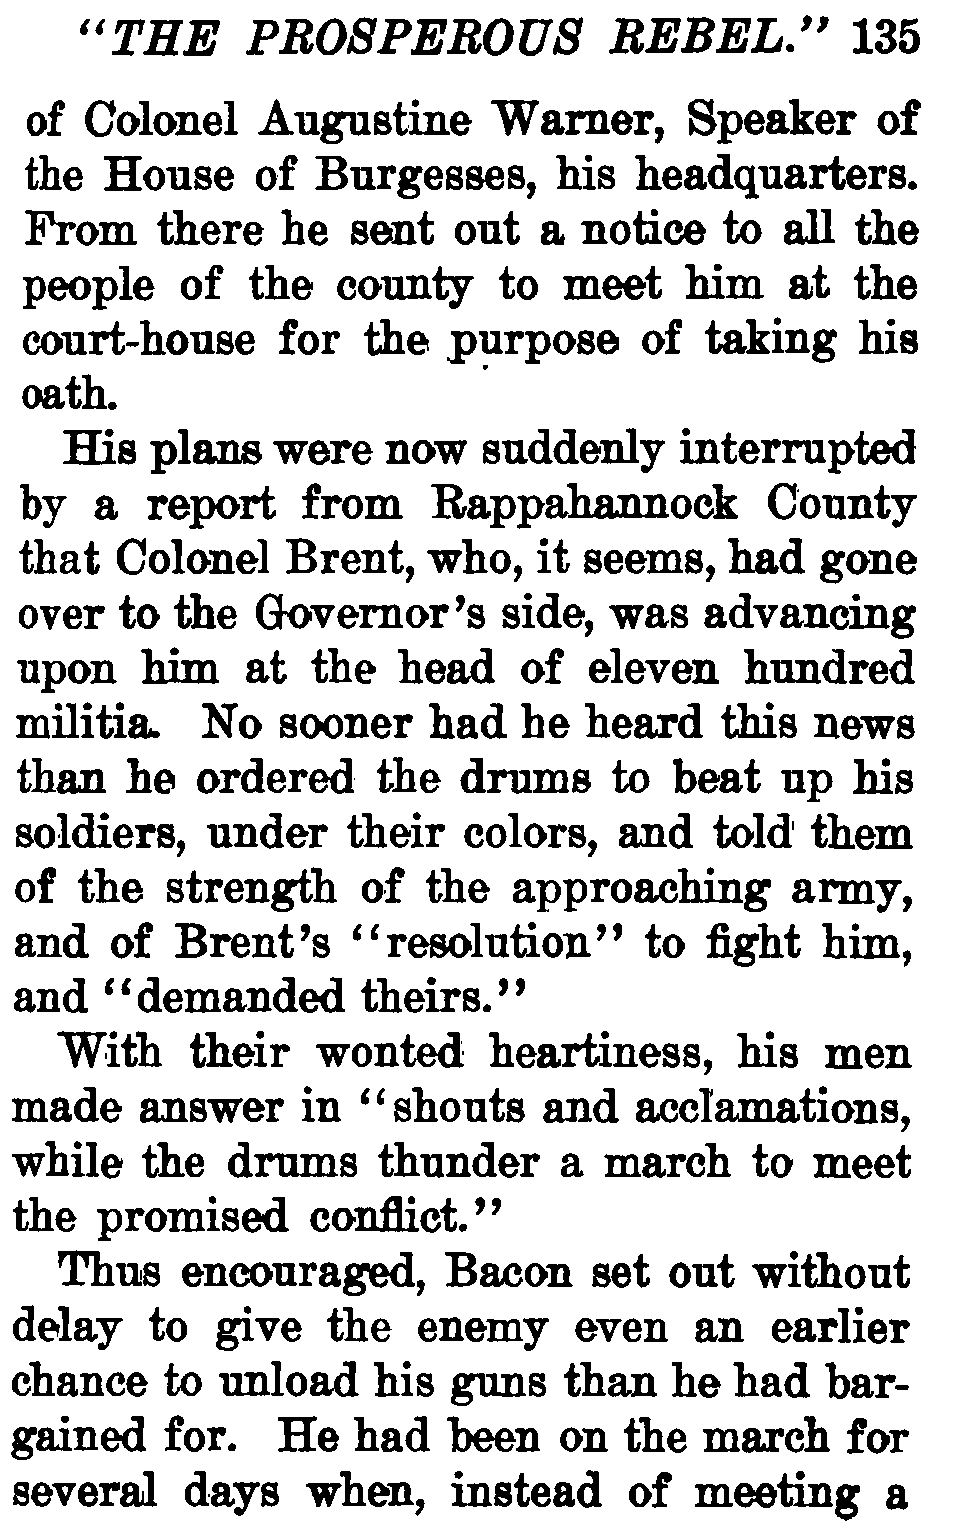 "THE PROSPEROUS REBEL." 135
of Colonel Augustine Warner, Speaker of
the House of Burgesses, his headquarters.
From there he sent out a notice to all the
people of the county to meet him at the
court-house for the purpose of taking his
oath.
His plans were now suddenly interrupted
by a report from Rappahannock County
that Colonel Brent, who, it seems, had gone
over to the Governor's side, was advancing
upon him at the head of eleven hundred
militia. No sooner had he heard this news
than he ordered the drums to beat up his
soldiers, under their colors, and told them
of the strength of the approaching army,
and of Brent's "resolution" to fight him,
and "demanded theirs."
With their wonted heartiness, his men
made answer in "shouts and acclamations,
while the drums thunder a march to meet
the promised conflict."
Thus encouraged, Bacon set out without
delay to give the enemy even an earlier
chance to unload his guns than he had bar-
gained for. He had been on the march for
several days when, instead of meeting a